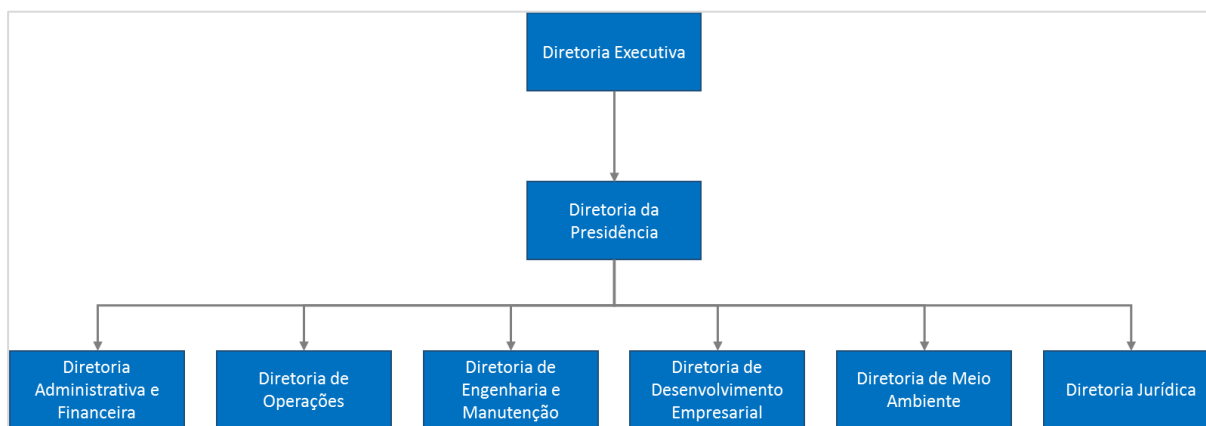 Diretoria Executiva
Diretoria da
Presidência
Diretoria
Administrativa e
Financeira
Diretoria de
Operações
Diretoria de
Engenharia e
Manutenção
Diretoria de
Desenvolvimento
Empresarial
Diretoria de Meio
Ambiente
Diretoria Jurídica